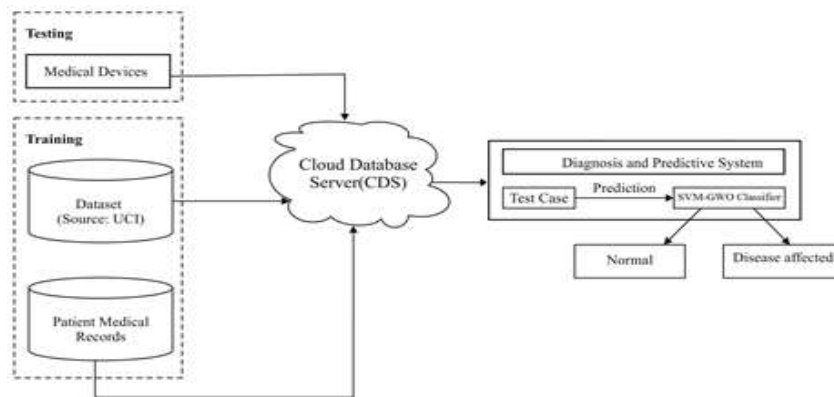 Testing
Medical Devices
Training
Dataset
(Source: UCI)
Patient Medical
Records
Cloud Database
Server(CDS)
Diagnosis and Predictive System
Test Case
Prediction
SVM-GWO Classifier
Normal
Disease affected